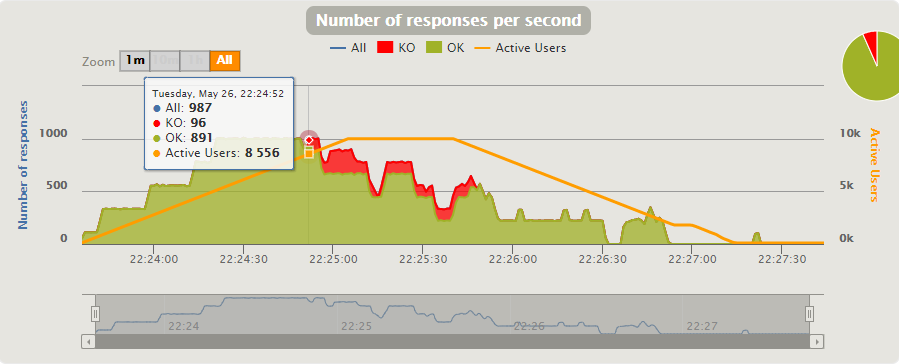 Number of responses per second
All KO OK Active Users
Zoom 1m 10m 1h All
Tuesday, May 26, 22:24:52
All: 987
KO: 96
OK: 891
Active Users: 8 556
Number of responses
1000
500
0
10k
5k
0k
Active Users
22:24:00 22:24:30 22:25:00 22:25:30 22:26:00 22:26:30 22:27:00 22:27:30
22:24 22:25 22:26 22:27